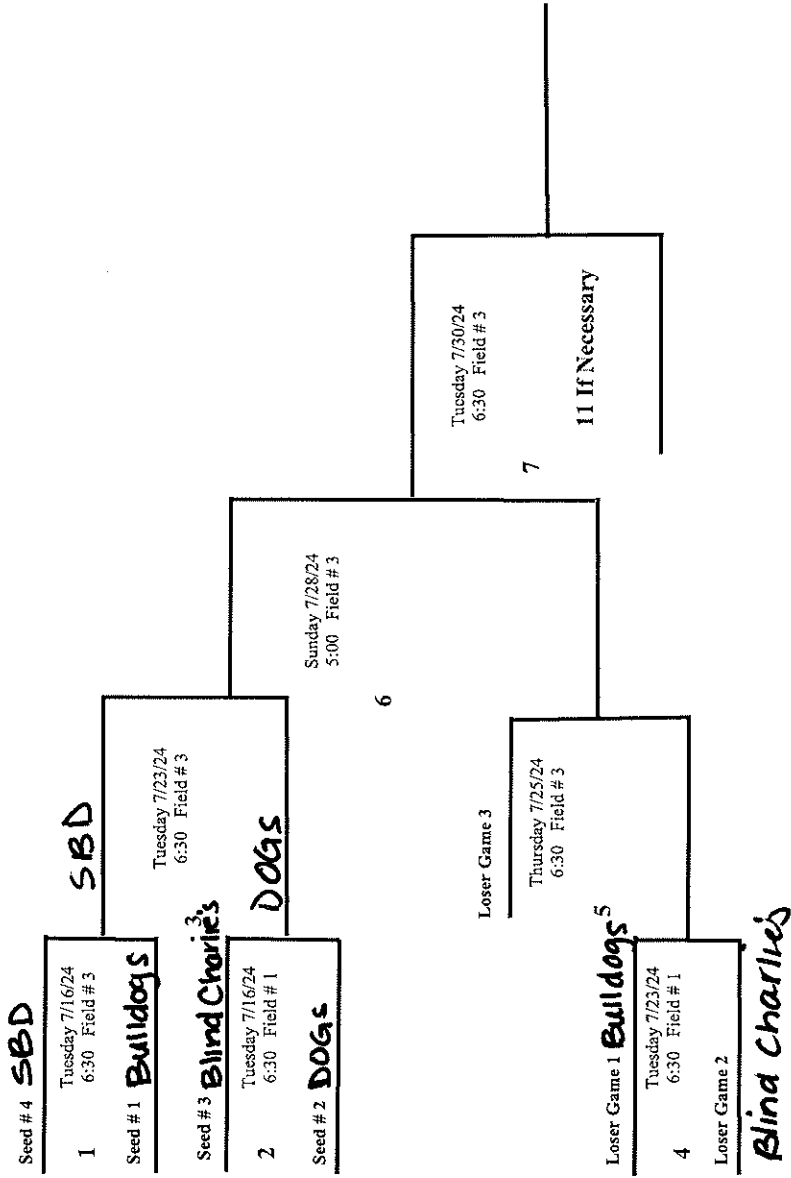 Seed # 4 SBD
Tuesday 7/16/24
6:30 Field # 3
1
Seed # 1 Bulldogs
SBD
Seed # 3 Blind Charlie's
Tuesday 7/16/24
6:30 Field # 1
2
Seed # 2 DOGs
DOGs
Tuesday 7/23/24
6:30 Field # 3
3
Sunday 7/28/24
5:00 Field # 3
6
Tuesday 7/30/24
6:30 Field # 3
7
11 If Necessary
Loser Game 3
Thursday 7/25/24
6:30 Field # 3
5
Loser Game 1 Bulldogs
Tuesday 7/23/24
6:30 Field # 1
4
Loser Game 2
Blind Charlie's